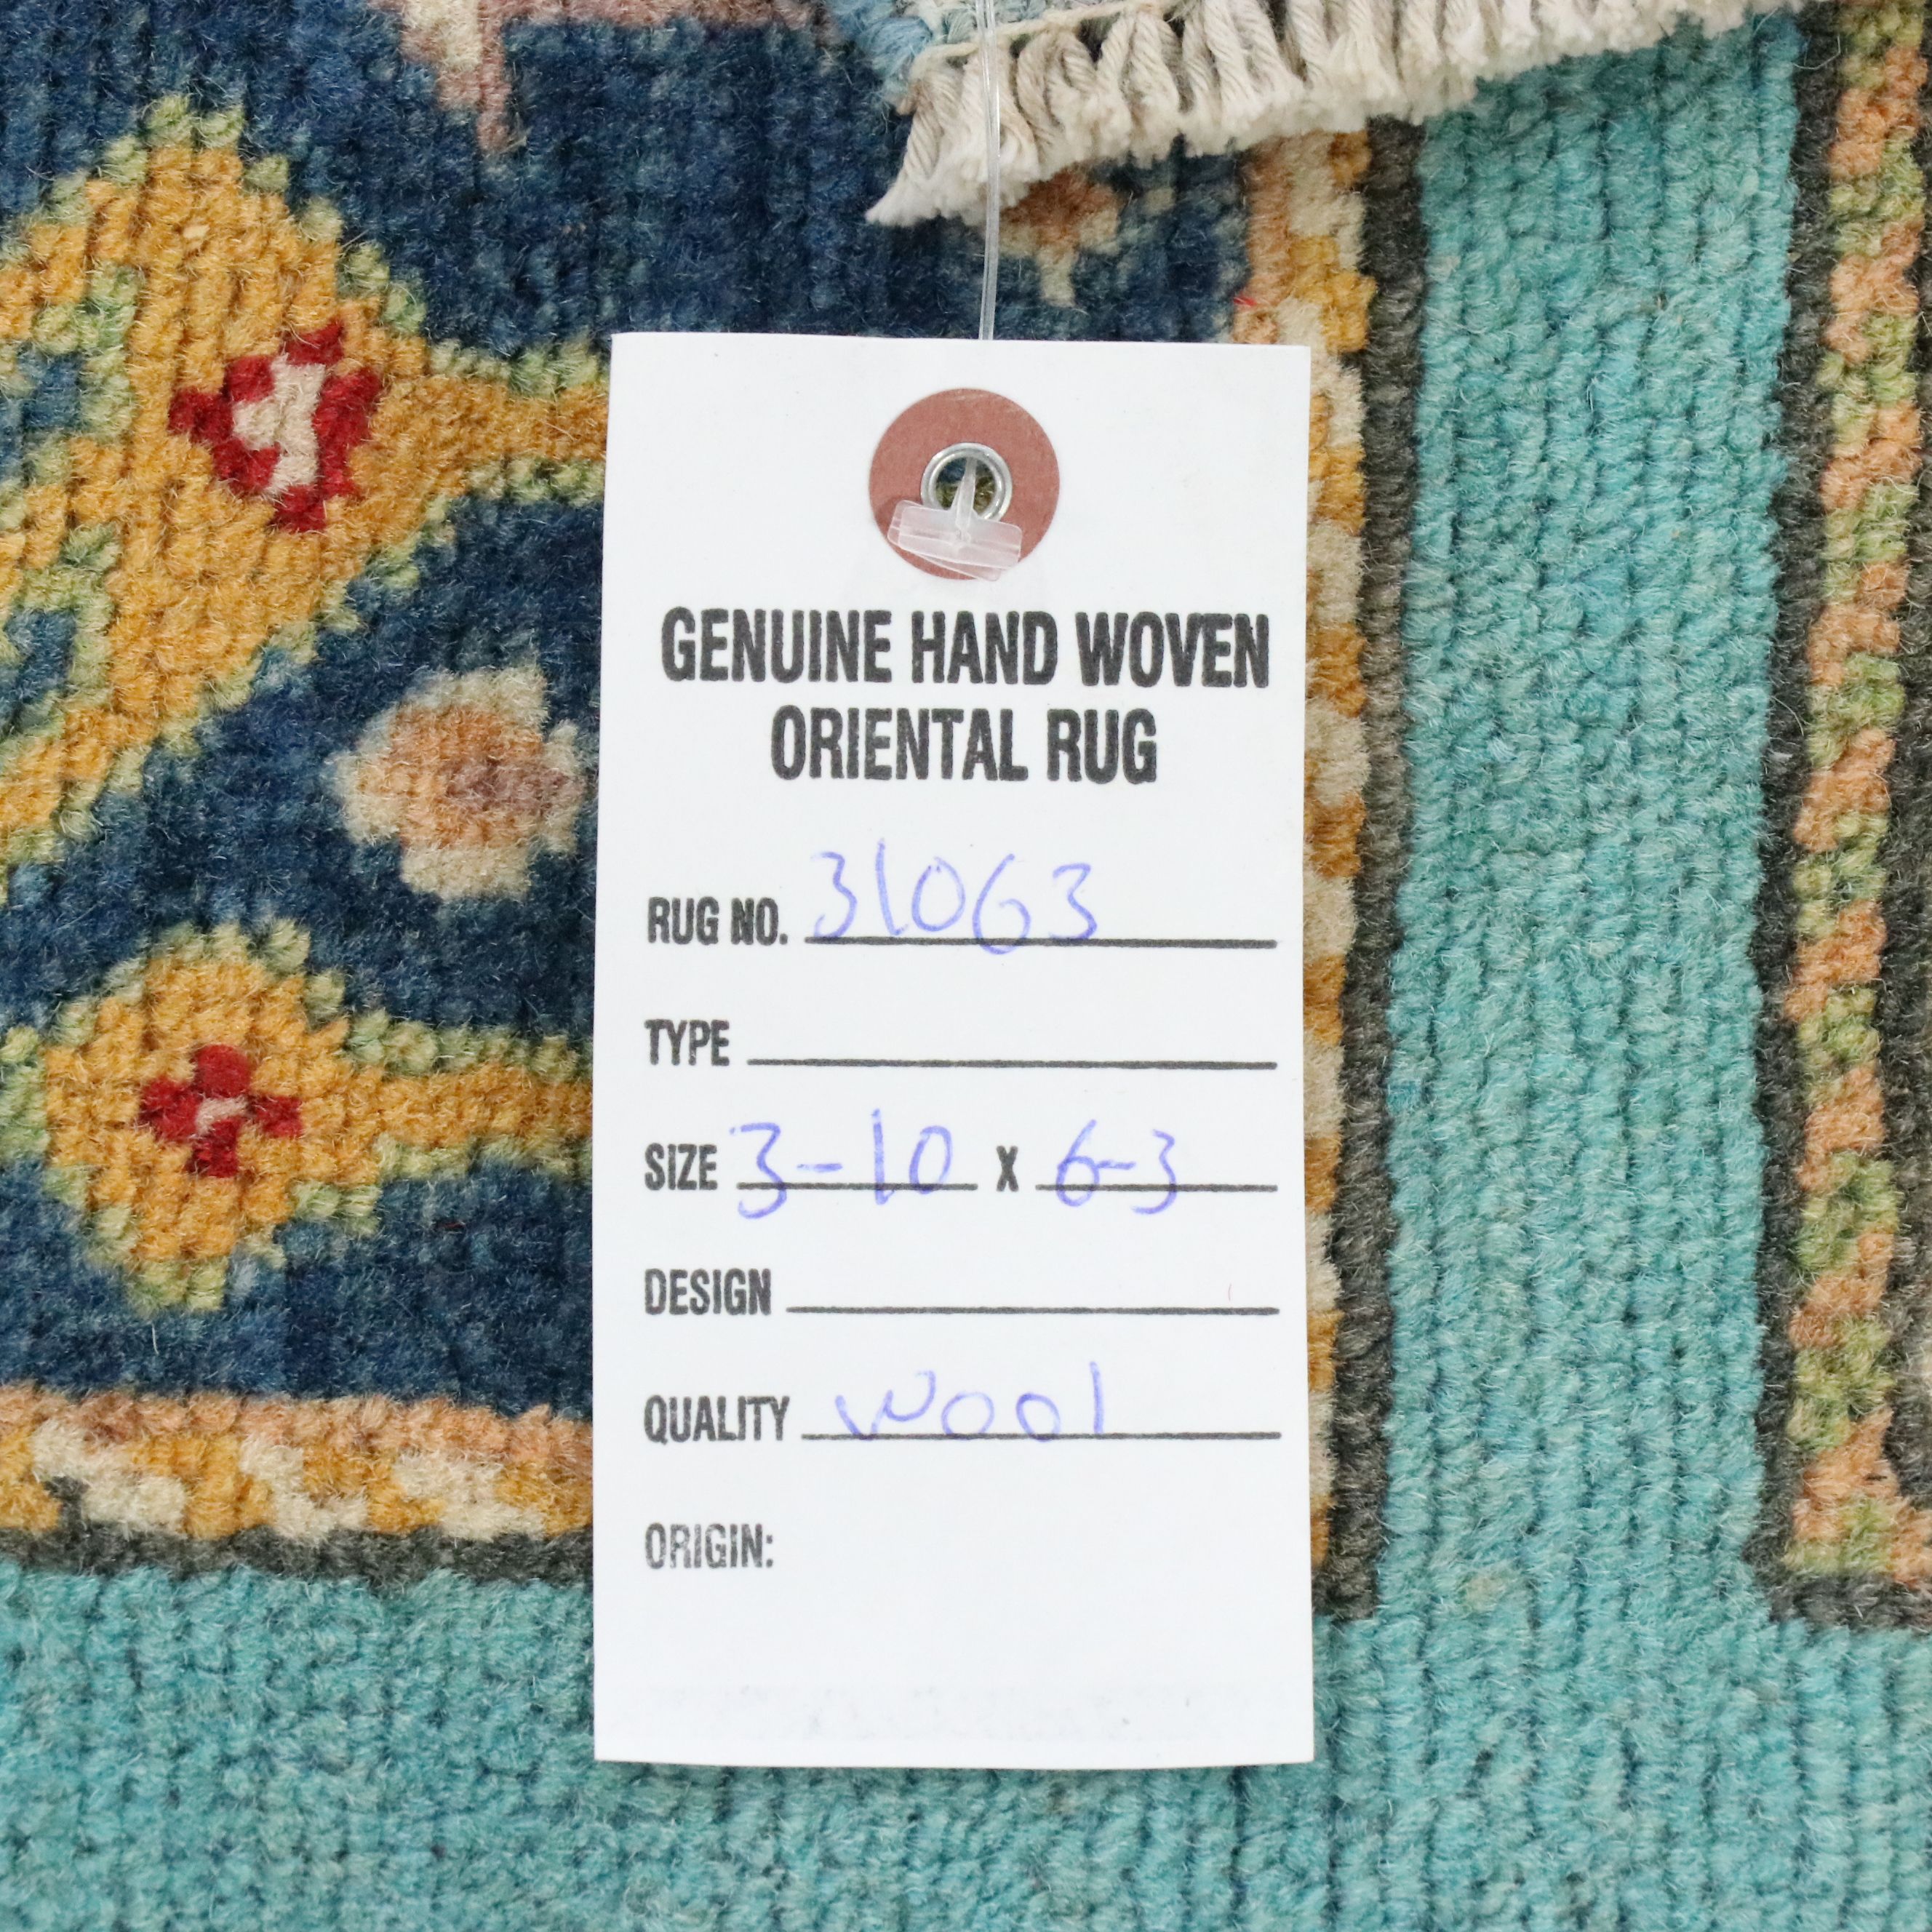 GENUINE HAND WOVEN
ORIENTAL RUG
RUG NO. 31063
TYPE
SIZE 3-10 X 6-3
DESIGN
QUALITY wool
ORIGIN: